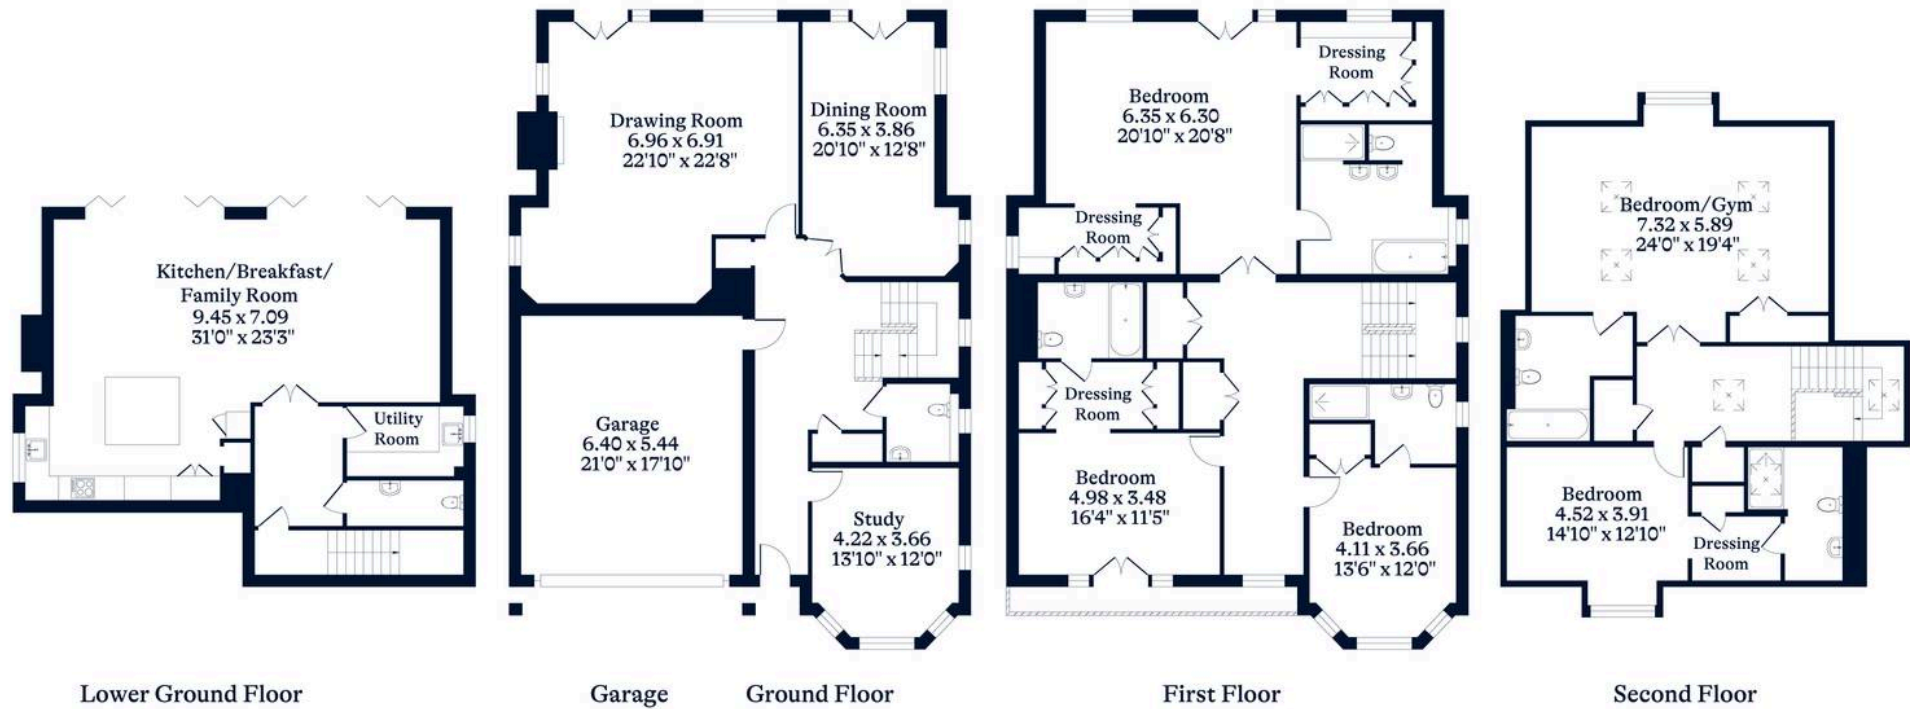 Kitchen/Breakfast/
Family Room
9.45 x 7.09
31'0" x 23'3"
Utility
Room
Lower Ground Floor
Drawing Room
6.96 x 6.91
22'10" x 22'8"
Dining Room
6.35 x 3.86
20'10" x 12'8"
Garage
6.40 x 5.44
21'0" x 17'10"
Study
4.22 x 3.66
13'10" x 12'0"
Garage
Ground Floor
Dressing
Room
Bedroom
6.35 x 6.30
20'10" x 20'8"
Dressing
Room
Dressing
Room
Bedroom
4.98 x 3.48
16'4" x 11'5"
Bedroom
4.11 x 3.66
13'6" x 12'0"
First Floor
Bedroom/Gym
7.32 x 5.89
24'0" x 19'4"
Bedroom
4.52 x 3.91
14'10" x 12'10"
Dressing
Room
Second Floor